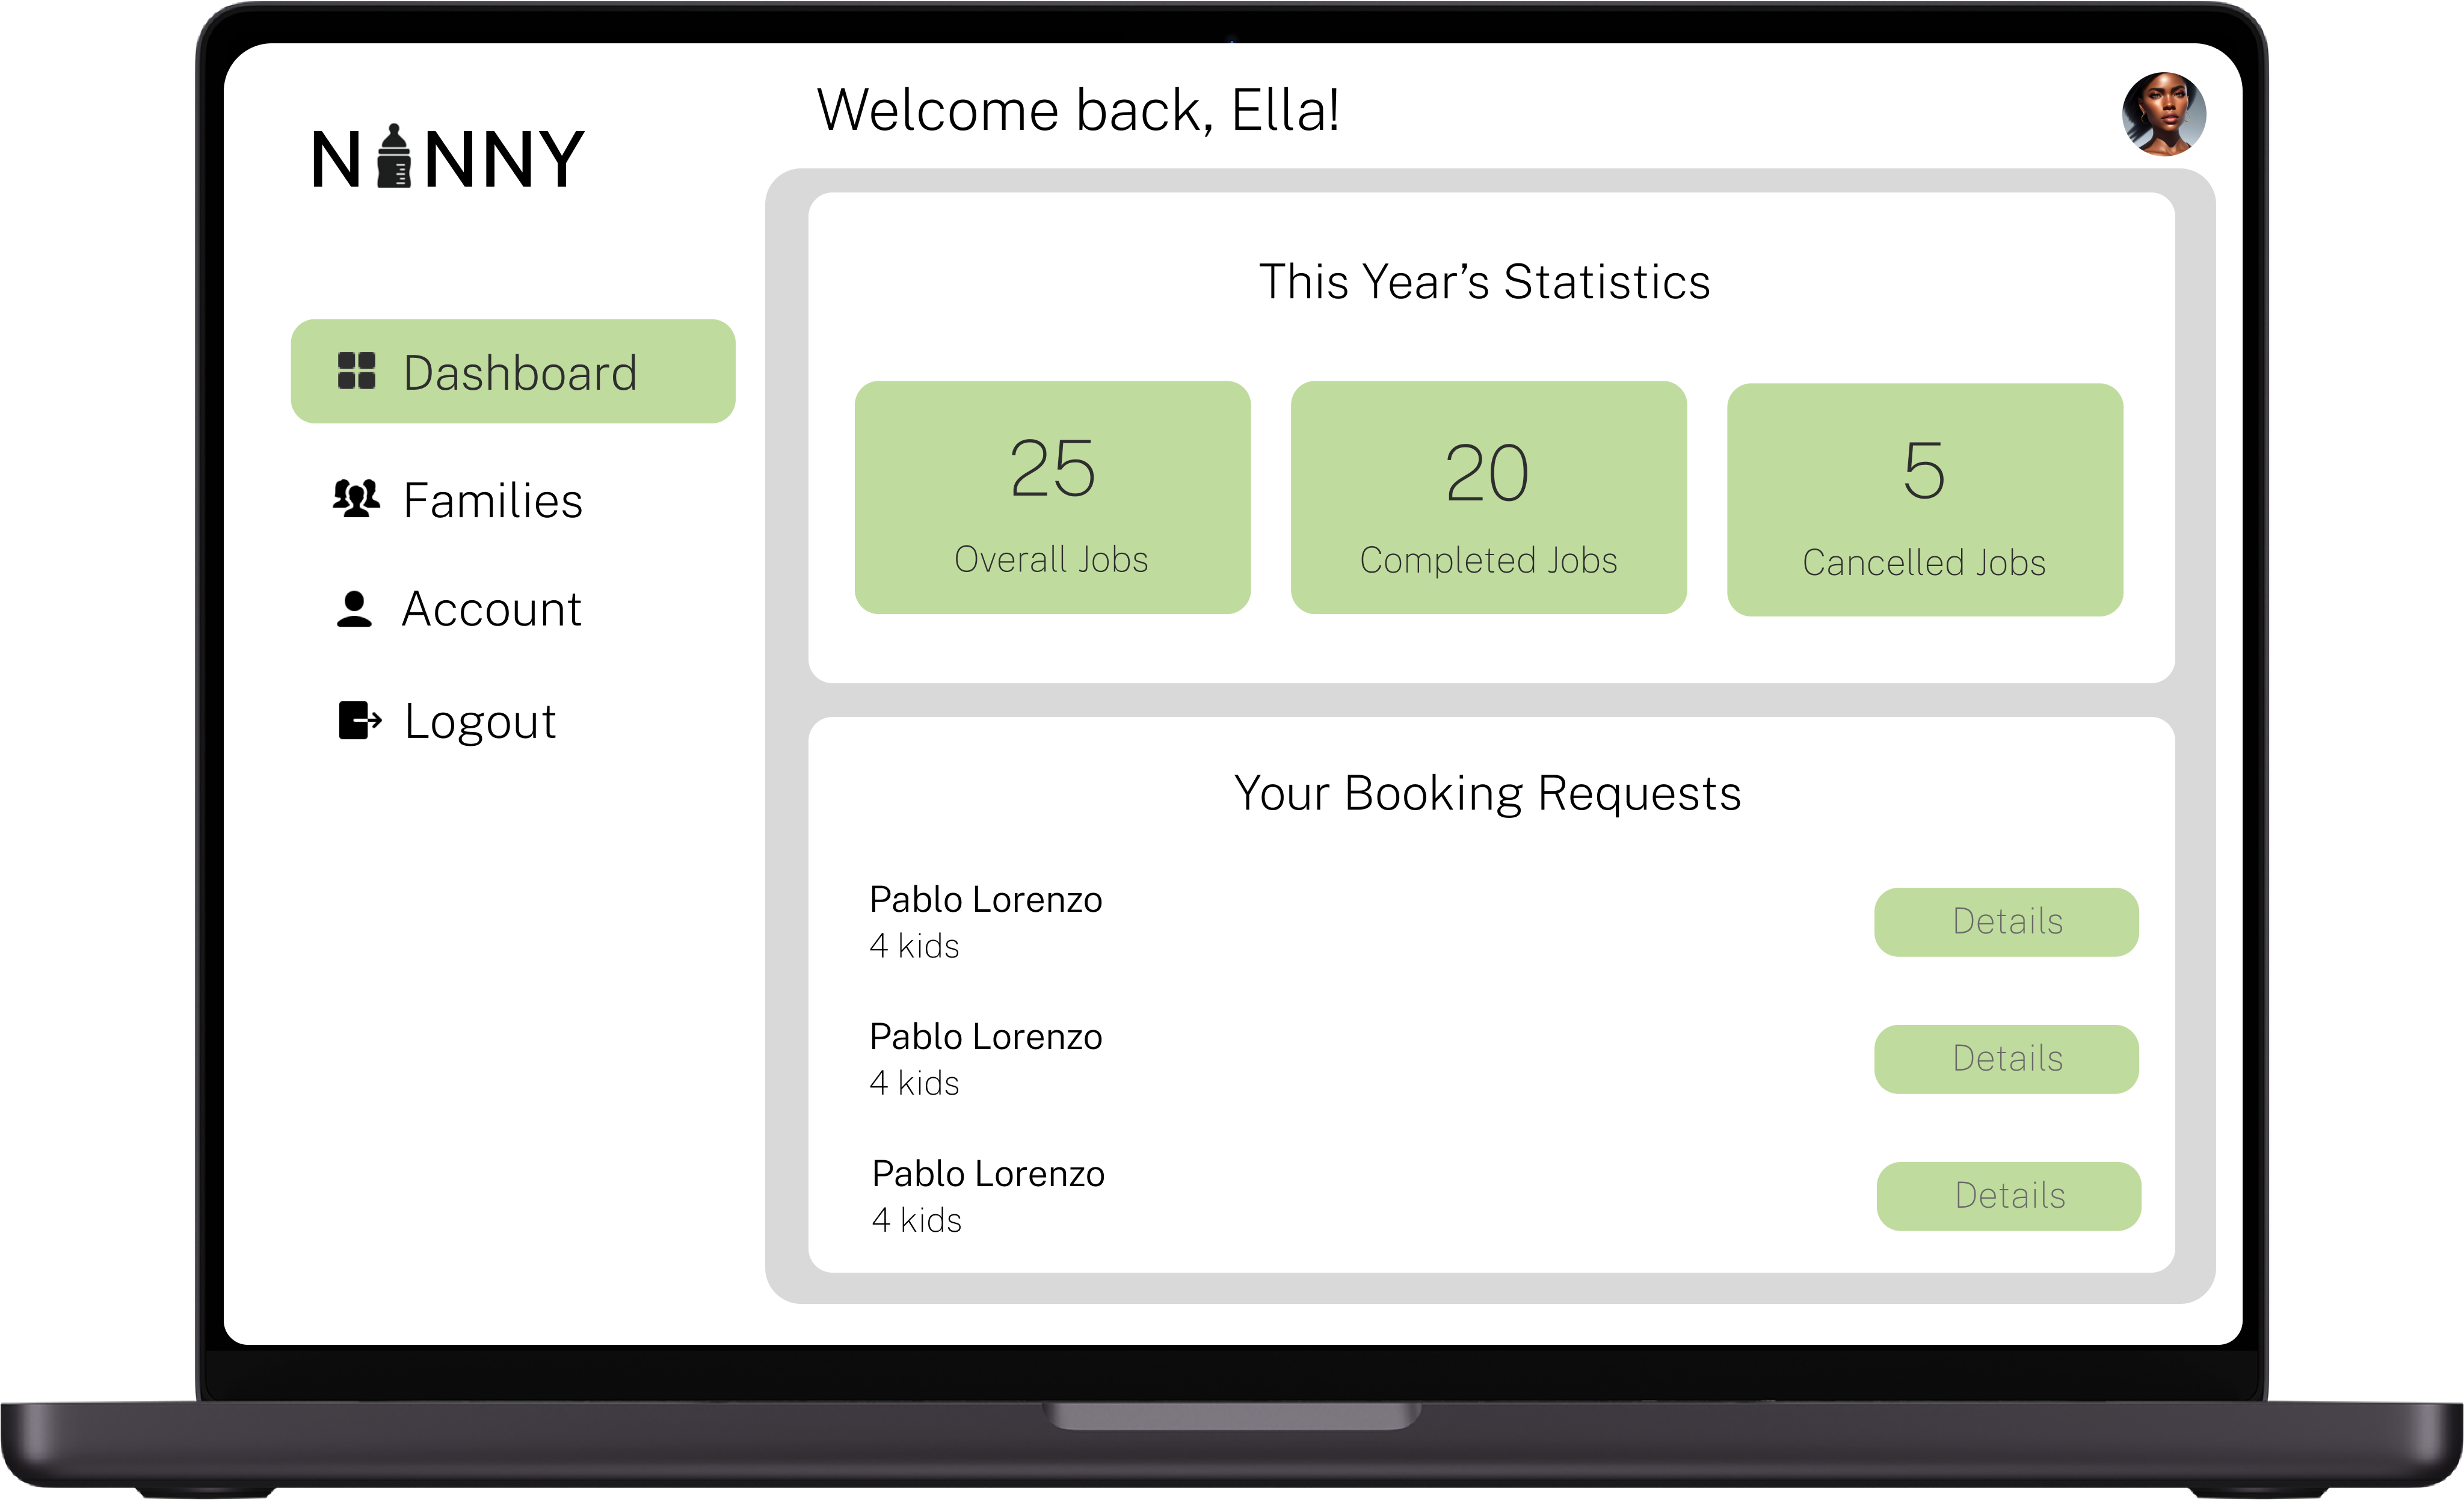 NANNY
Dashboard
Families
Account
Logout
Welcome back, Ella!
This Year’s Statistics
25
Overall Jobs
20
Completed Jobs
5
Cancelled Jobs
Your Booking Requests
Pablo Lorenzo
4 kids
Details
Pablo Lorenzo
4 kids
Details
Pablo Lorenzo
4 kids
Details